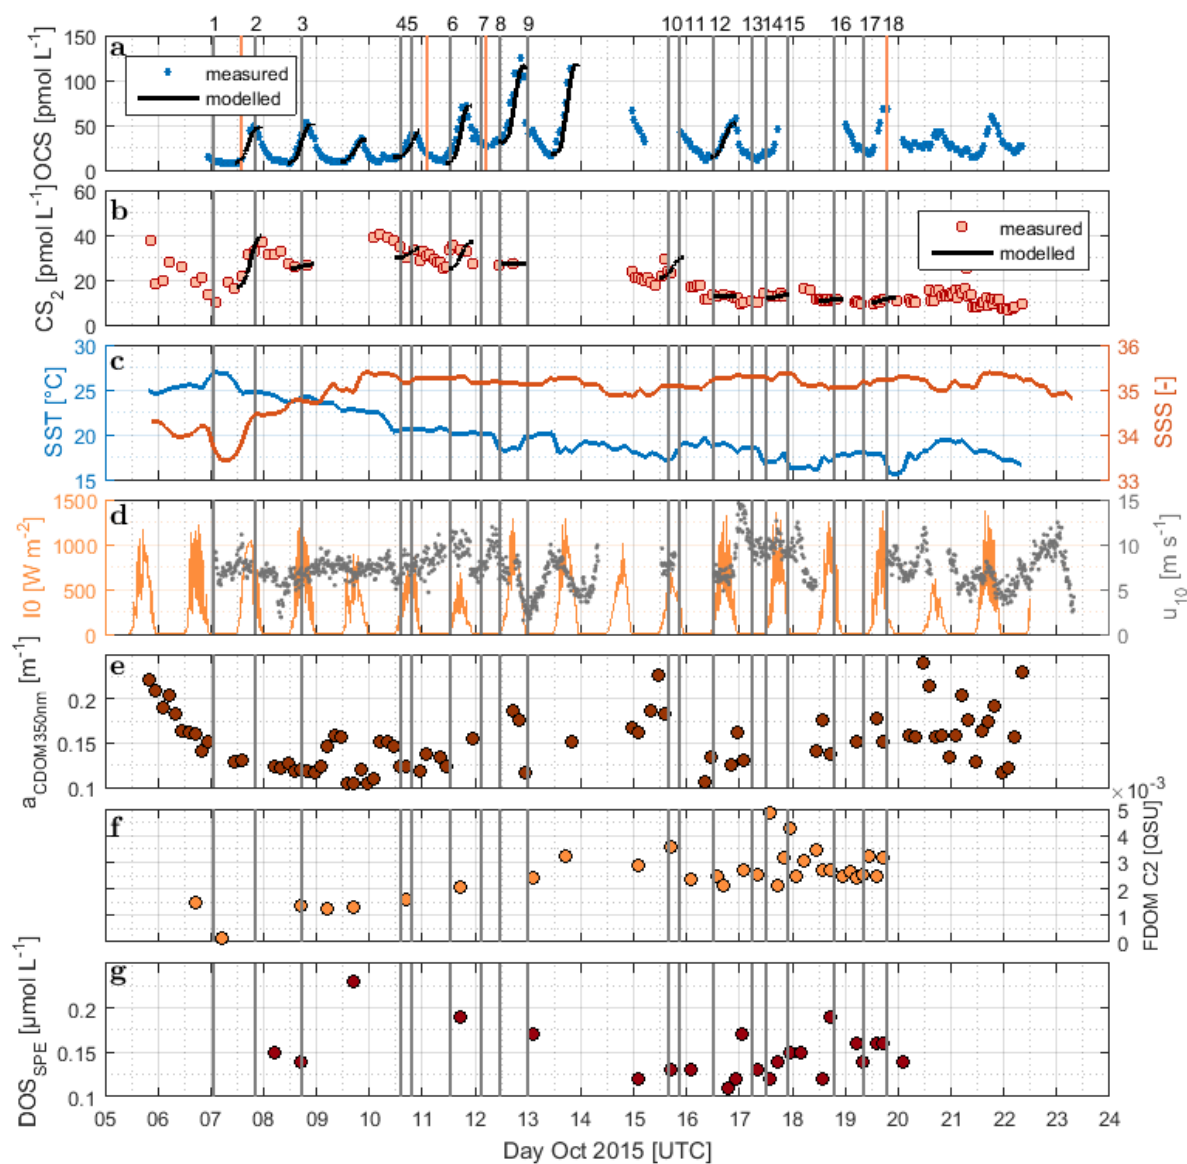 1 2 3 4 5 6 7 8 9 10 11 12 13 14 15 16 17 18
a
measured
modelled
OCS [pmol L⁻¹]
150
100
50
0
b
measured
modelled
CS₂ [pmol L⁻¹]
60
40
20
0
c
SST [°C]
30
25
20
15
SSS [-]
36
35
34
33
d
I0 [W m⁻²]
1500
1000
500
0
u₁₀ [m s⁻¹]
15
10
5
0
e
aCDOM350nm [m⁻¹]
0.2
0.15
0.1
×10⁻³
f
FDOM C2 [QSU]
5
4
3
2
1
0
g
DOS_SPE [µmol L⁻¹]
0.2
0.15
0.1
05 06 07 08 09 10 11 12 13 14 15 16 17 18 19 20 21 22 23 24
Day Oct 2015 [UTC]